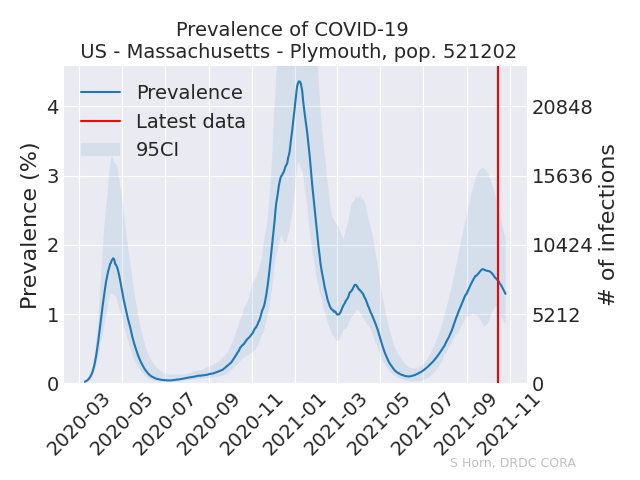 Prevalence of COVID-19
US - Massachusetts - Plymouth, pop. 521202
Prevalence
Latest data
95CI
Prevalence (%)
4
3
2
1
0
20848
15636
10424
5212
0
# of infections
2020-03
2020-05
2020-07
2020-09
2020-11
2021-01
2021-03
2021-05
2021-07
2021-09
2021-11
S Horn, DRDC CORA